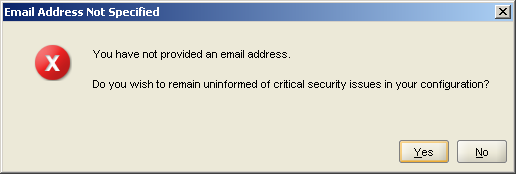 Email Address Not Specified
You have not provided an email address.
Do you wish to remain uninformed of critical security issues in your configuration?
Yes No